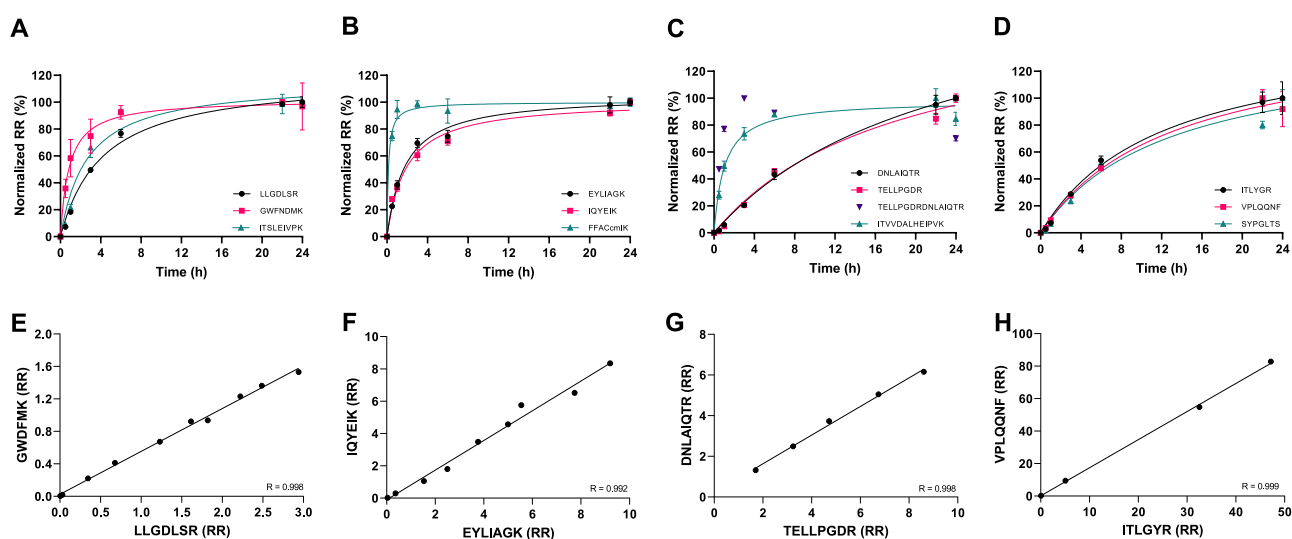 A
Normalized RR (%)
120
100
80
60
40
20
0
0 4 8 12 16 20 24
Time (h)
LLGDLSR
GWFNDMK
ITSLEIVPK
B
Normalized RR (%)
120
100
80
60
40
20
0
0 4 8 12 16 20 24
Time (h)
EYLIAGK
IQYEIK
FFACcmIK
C
Normalized RR (%)
120
100
80
60
40
20
0
0 4 8 12 16 20 24
Time (h)
DNLAIQTR
TELLPGDR
TELLPGDRDNLAIQTR
ITVVDALHEIPVK
D
Normalized RR (%)
120
100
80
60
40
20
0
0 4 8 12 16 20 24
Time (h)
ITLYGR
VPLQQNF
SYPGLTS
E
GWDFMK (RR)
2.0
1.6
1.2
0.8
0.4
0.0
0.0 0.5 1.0 1.5 2.0 2.5 3.0
LLGDLSR (RR)
R = 0.998
F
IQYEIK (RR)
10
8
6
4
2
0
0 2 4 6 8 10
EYLIAGK (RR)
R = 0.992
G
DNLAIQTR (RR)
8
6
4
2
0
0 2 4 6 8 10
TELLPGDR (RR)
R = 0.998
H
VPLQQNF (RR)
100
80
60
40
20
0
0 10 20 30 40 50
ITLGYR (RR)
R = 0.999